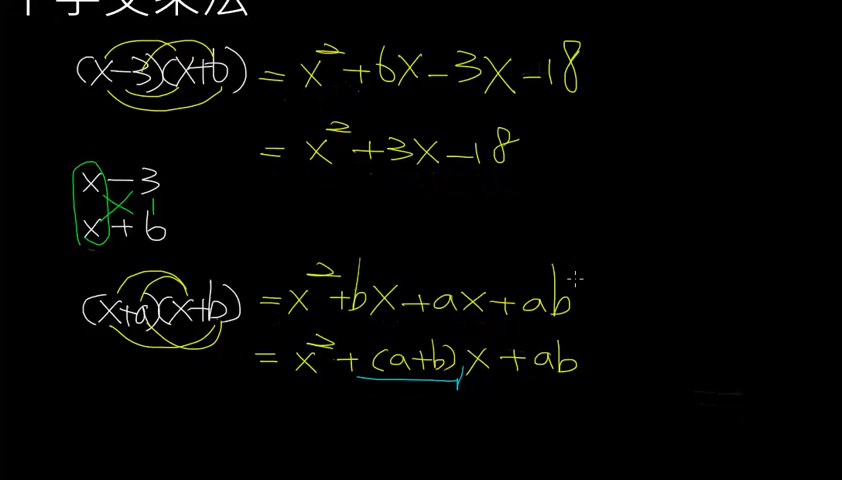 十字交乘法
(x-3)(x+6) = x²+6x-3x-18
= x²+3x-18
x-3
x+6
(x+a)(x+b) = x²+bx+ax+ab
= x²+(a+b)x+ab